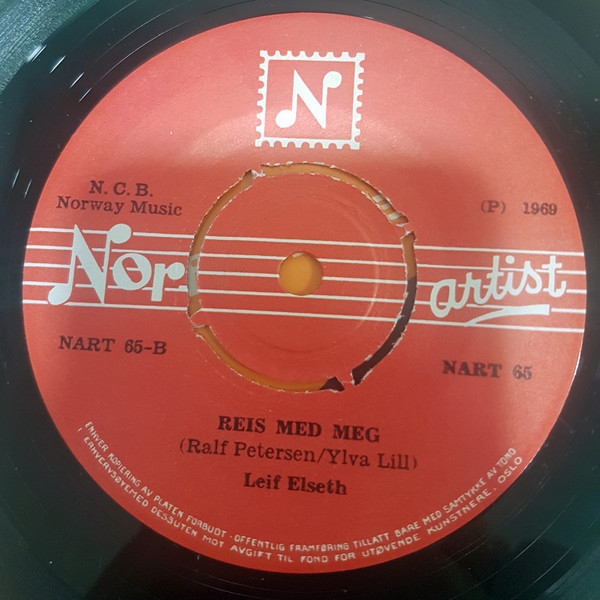 N
N. C. B.
Norway Music
(P) 1969
Nor
artist
NART 65-B
NART 65
REIS MED MEG
(Ralf Petersen/Ylva Lill)
Leif Elseth
ENHVER KOPIERING AV PLATEN FORBUDT - OFFENTLIG FRAMFØRING TILLATT BARE MED SAMTYKKE AV TONO
I ERHVERVSØYEMED DESSUTEN MOT AVGIFT TIL FOND FOR UTØVENDE KUNSTNERE, OSLO